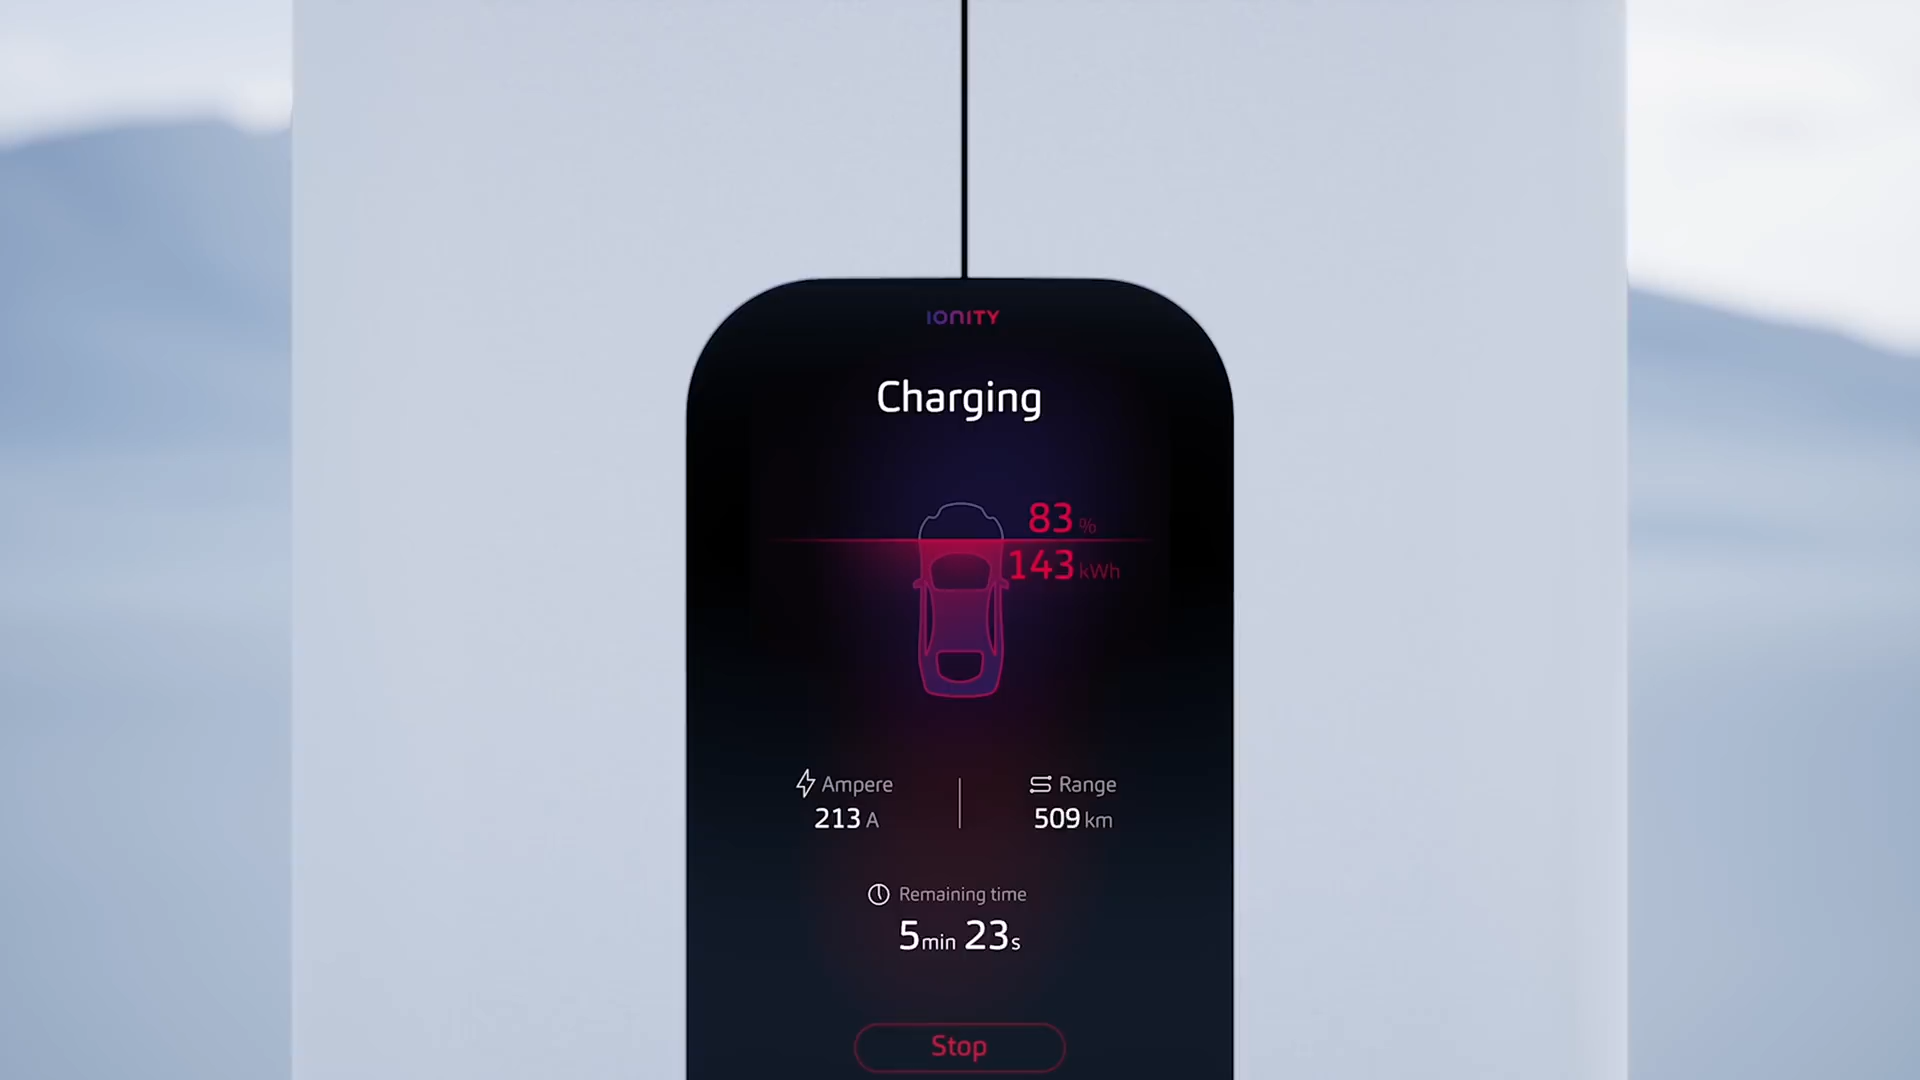 IONITY
Charging
83 %
143 kWh
Ampere
213 A
Range
509 km
Remaining time
5 min 23 s
Stop